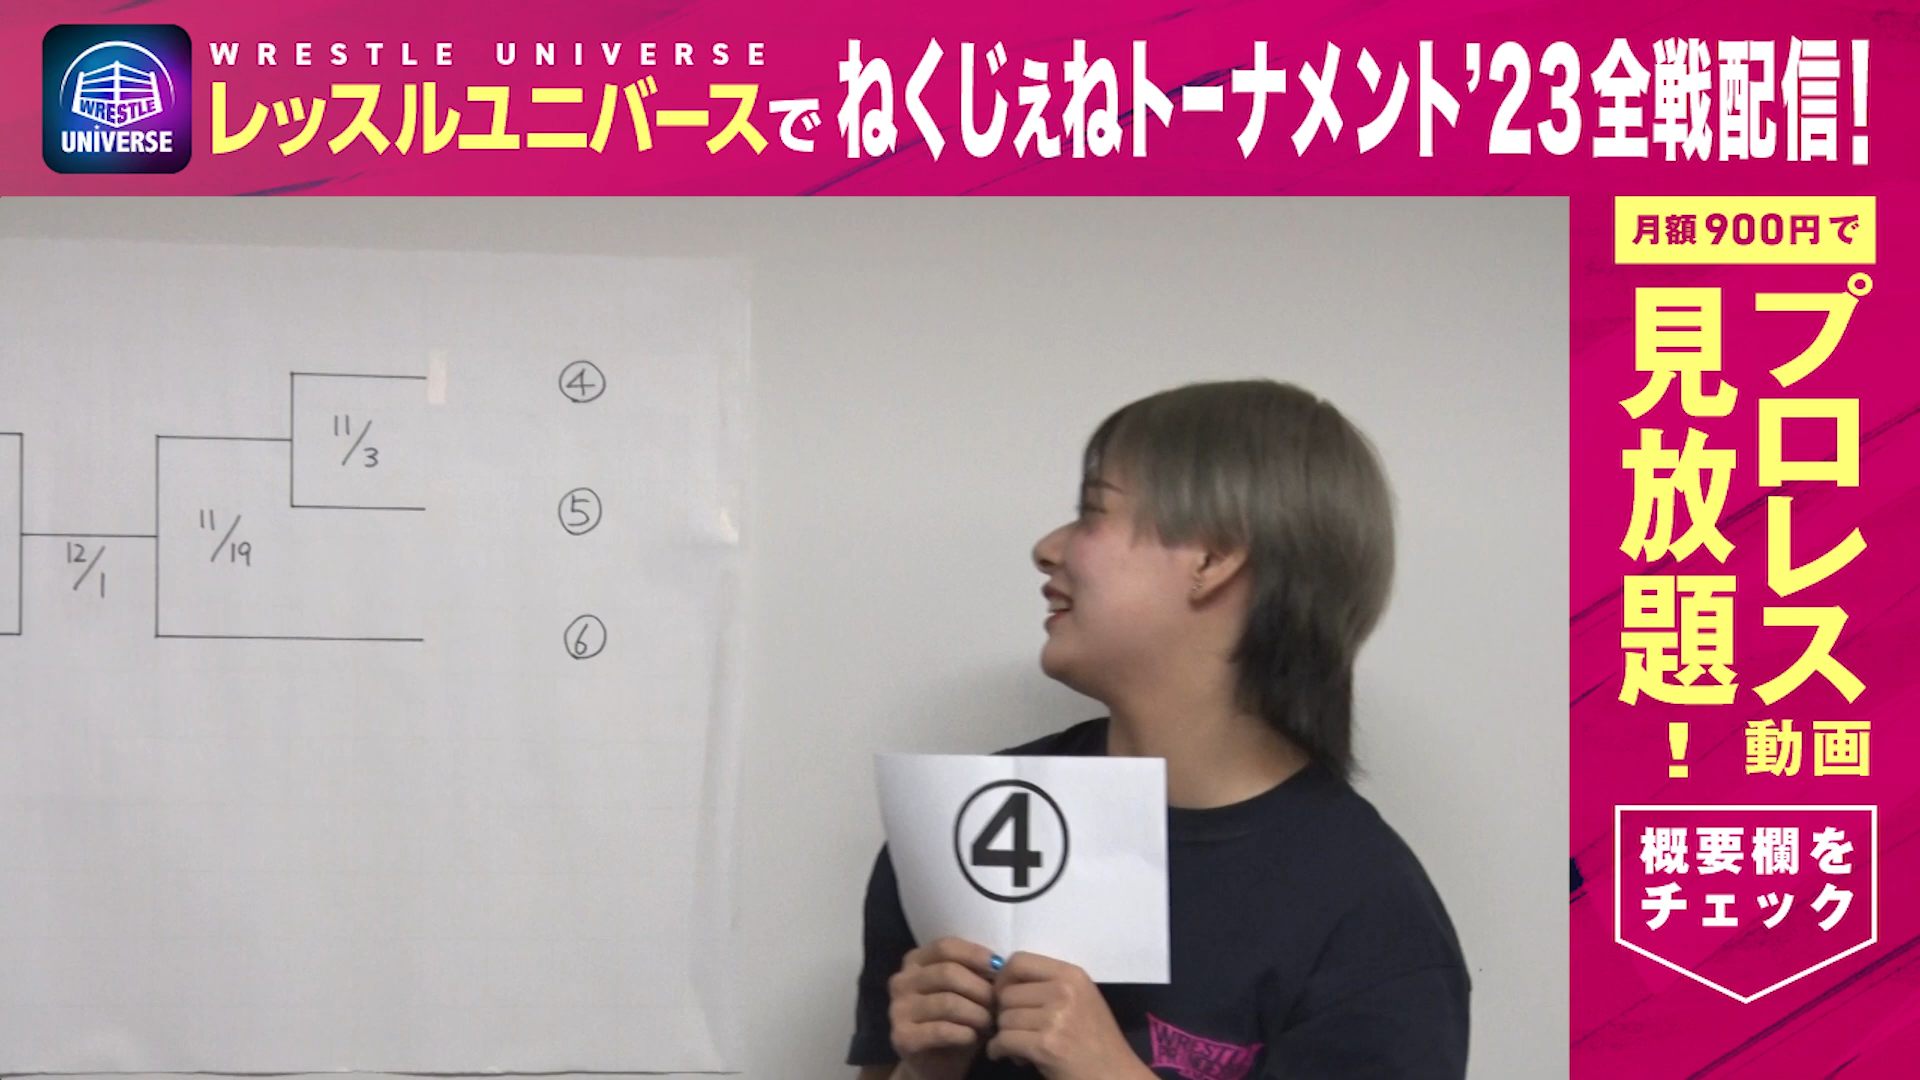 WRESTLE UNIVERSE
レッスルユニバースで ねくじぇねトーナメント’23全戦配信！
WRESTLE
UNIVERSE
月額900円で
プロレス動画
見放題！
概要欄を
チェック
④
11/3
⑤
11/19
12/1
⑥
④
WRESTLE